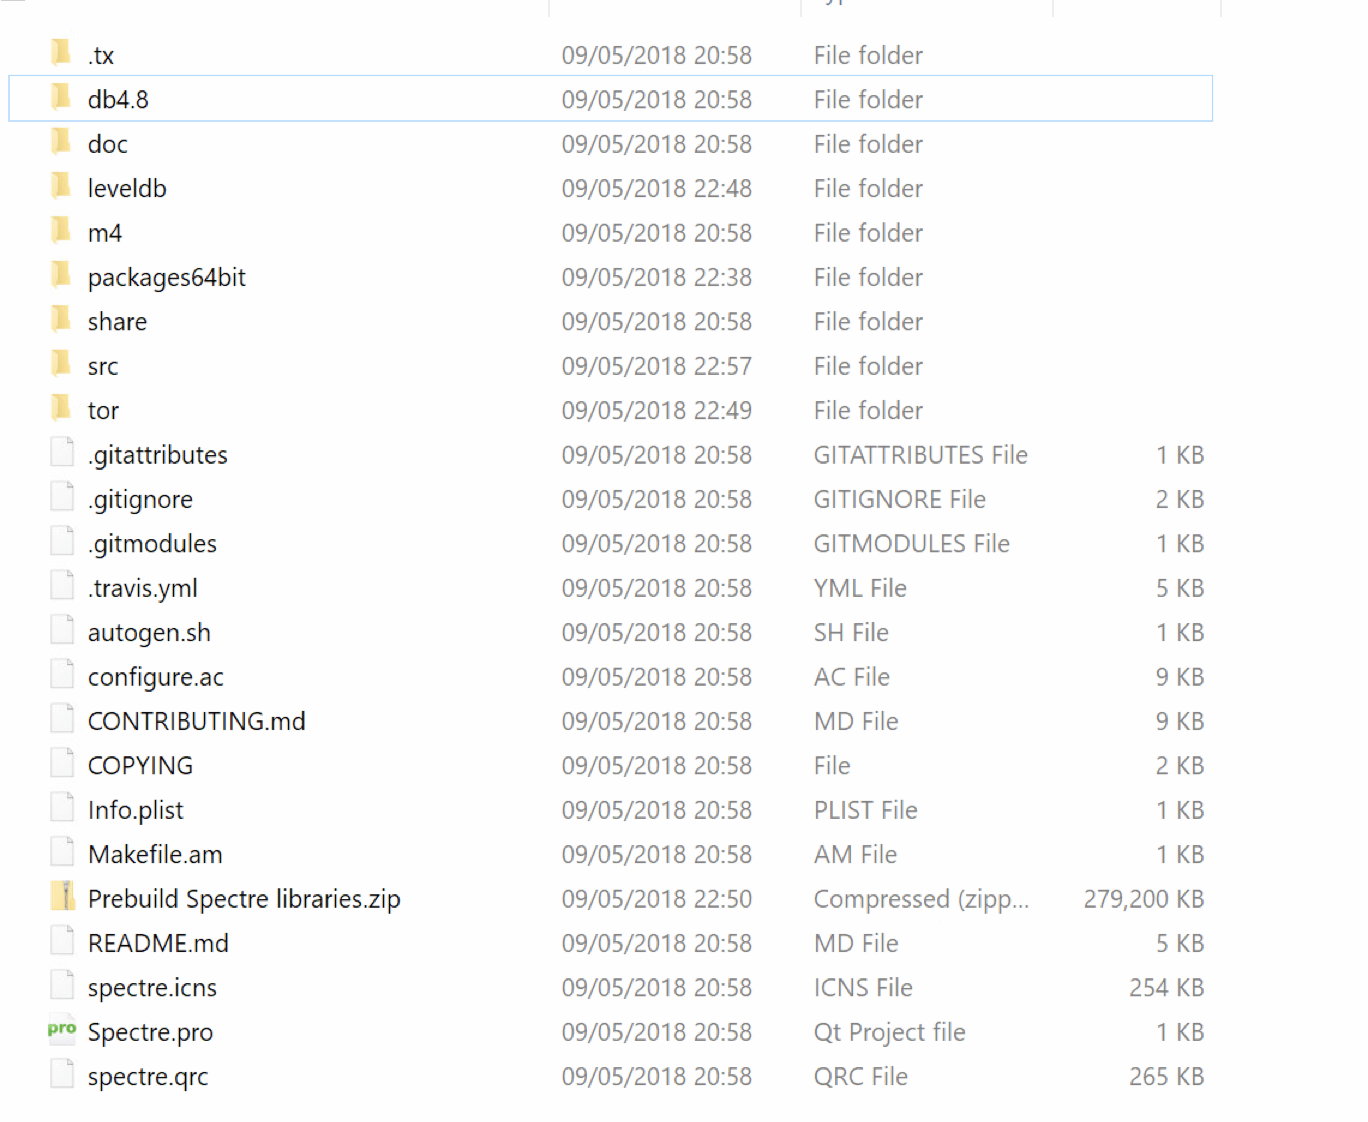 .tx 09/05/2018 20:58 File folder
db4.8 09/05/2018 20:58 File folder
doc 09/05/2018 20:58 File folder
leveldb 09/05/2018 22:48 File folder
m4 09/05/2018 20:58 File folder
packages64bit 09/05/2018 22:38 File folder
share 09/05/2018 20:58 File folder
src 09/05/2018 22:57 File folder
tor 09/05/2018 22:49 File folder
.gitattributes 09/05/2018 20:58 GITATTRIBUTES File 1 KB
.gitignore 09/05/2018 20:58 GITIGNORE File 2 KB
.gitmodules 09/05/2018 20:58 GITMODULES File 1 KB
.travis.yml 09/05/2018 20:58 YML File 5 KB
autogen.sh 09/05/2018 20:58 SH File 1 KB
configure.ac 09/05/2018 20:58 AC File 9 KB
CONTRIBUTING.md 09/05/2018 20:58 MD File 9 KB
COPYING 09/05/2018 20:58 File 2 KB
Info.plist 09/05/2018 20:58 PLIST File 1 KB
Makefile.am 09/05/2018 20:58 AM File 1 KB
Prebuild Spectre libraries.zip 09/05/2018 22:50 Compressed (zipp... 279,200 KB
README.md 09/05/2018 20:58 MD File 5 KB
spectre.icns 09/05/2018 20:58 ICNS File 254 KB
pro Spectre.pro 09/05/2018 20:58 Qt Project file 1 KB
spectre.qrc 09/05/2018 20:58 QRC File 265 KB